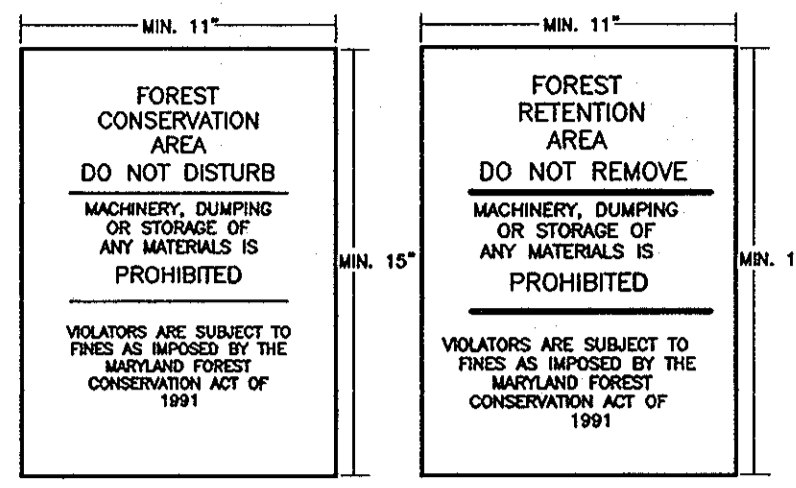 MIN. 11"
FOREST
CONSERVATION
AREA
DO NOT DISTURB
MACHINERY, DUMPING
OR STORAGE OF
ANY MATERIALS IS
PROHIBITED
VIOLATORS ARE SUBJECT TO
FINES AS IMPOSED BY THE
MARYLAND FOREST
CONSERVATION ACT OF
1991
MIN. 15"
MIN. 11"
FOREST
RETENTION
AREA
DO NOT REMOVE
MACHINERY, DUMPING
OR STORAGE OF
ANY MATERIALS IS
PROHIBITED
VIOLATORS ARE SUBJECT TO
FINES AS IMPOSED BY THE
MARYLAND FOREST
CONSERVATION ACT OF
1991
MIN. 1